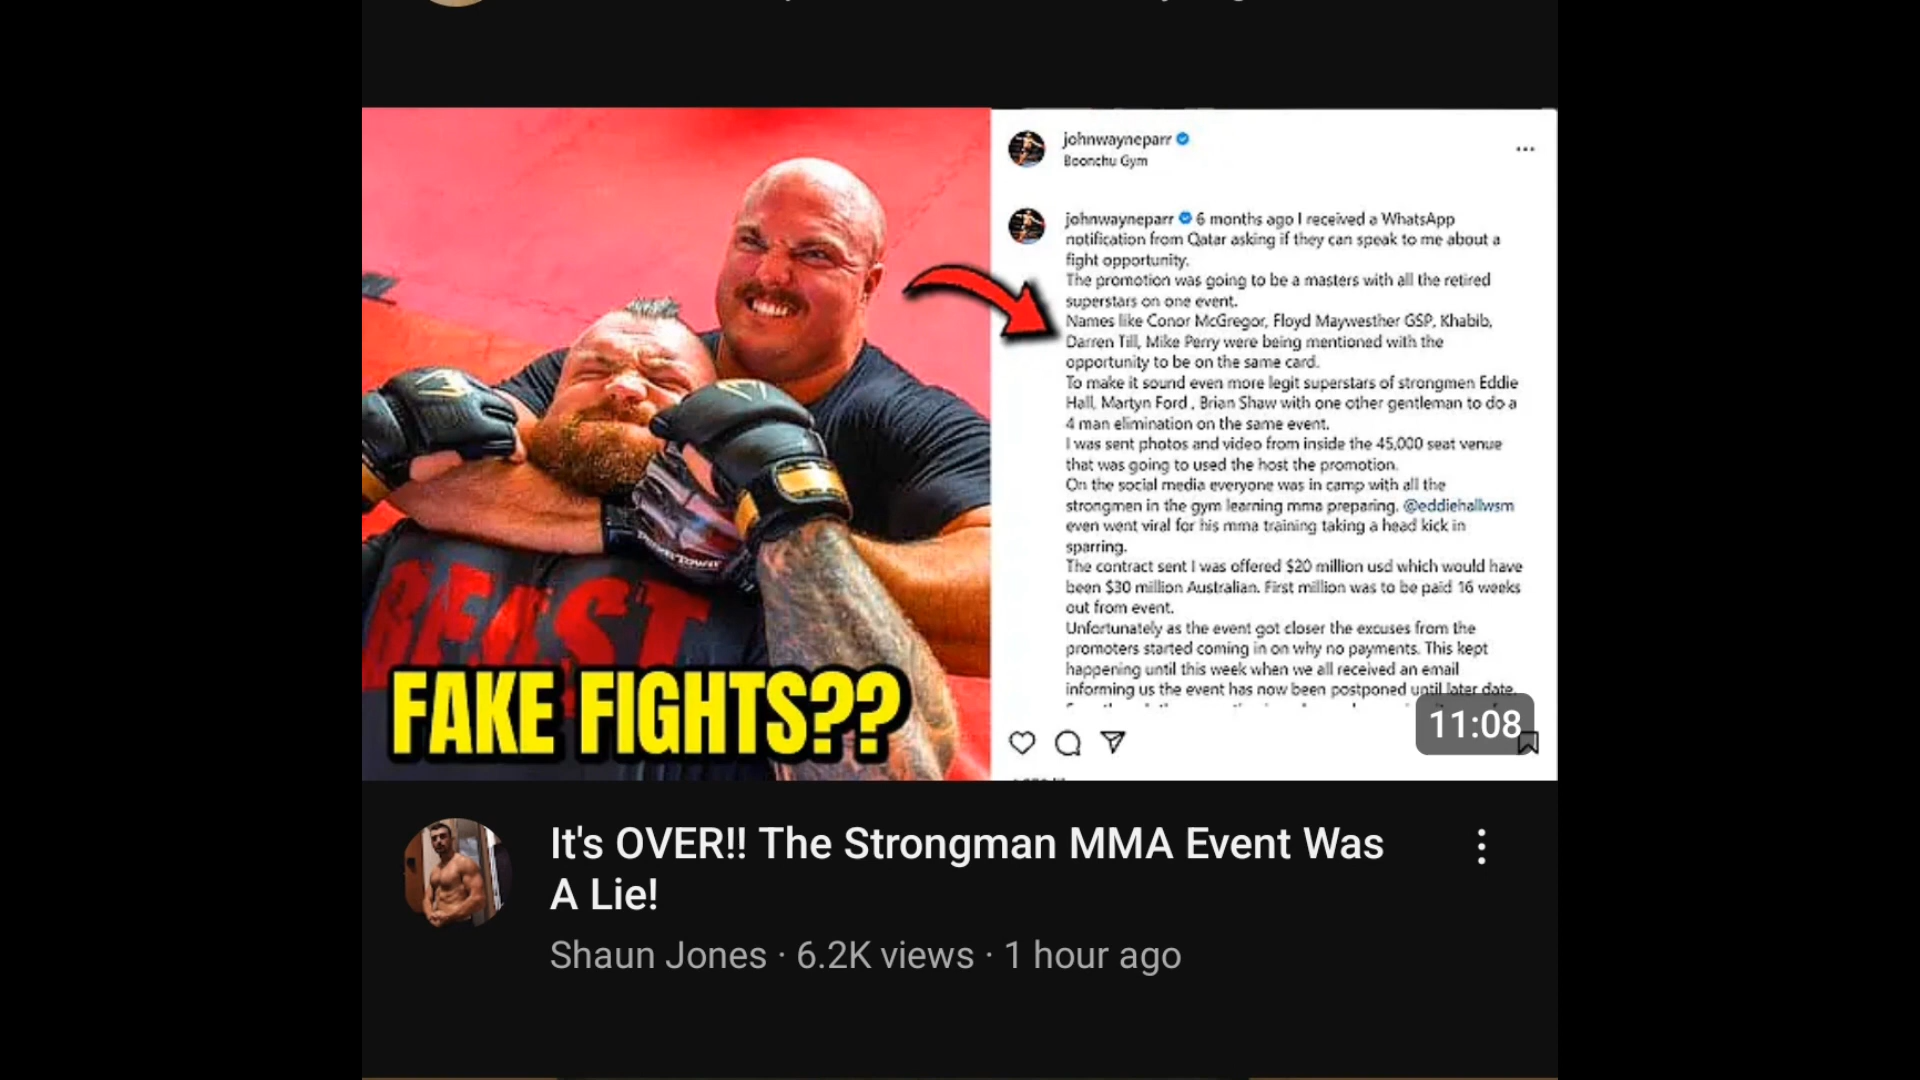 johnwayneparr
Boonchu Gym
johnwayneparr 6 months ago I received a WhatsApp
notification from Qatar asking if they can speak to me about a
fight opportunity.
The promotion was going to be a masters with all the retired
superstars on one event.
Names like Conor McGregor, Floyd Maywesther GSP, Khabib,
Darren Till, Mike Perry were being mentioned with the
opportunity to be on the same card.
To make it sound even more legit superstars of strongmen Eddie
Hall, Martyn Ford , Brian Shaw with one other gentleman to do a
4 man elimination on the same event.
I was sent photos and video from inside the 45,000 seat venue
that was going to used the host the promotion.
On the social media everyone was in camp with all the
strongmen in the gym learning mma preparing. @eddiehallwsm
even went viral for his mma training taking a head kick in
sparring.
The contract sent I was offered $20 million usd which would have
been $30 million Australian. First million was to be paid 16 weeks
out from event.
Unfortunately as the event got closer the excuses from the
promoters started coming in on why no payments. This kept
happening until this week when we all received an email
informing us the event has now been postponed until later date.
BEAST
FAKE FIGHTS??
11:08
It's OVER!! The Strongman MMA Event Was
A Lie!
Shaun Jones · 6.2K views · 1 hour ago